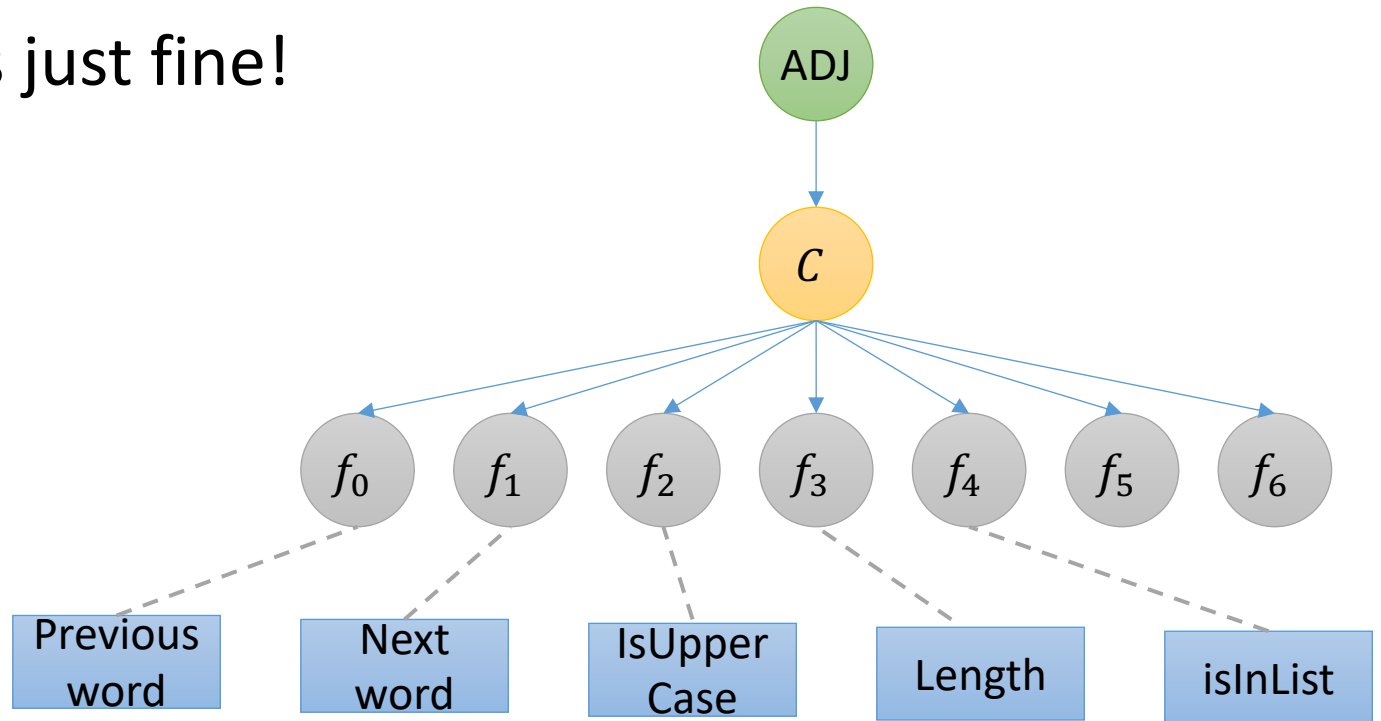 s just fine!
ADJ
C
f₀ f₁ f₂ f₃ f₄ f₅ f₆
Previous
word
Next
word
IsUpper
Case
Length
isInList